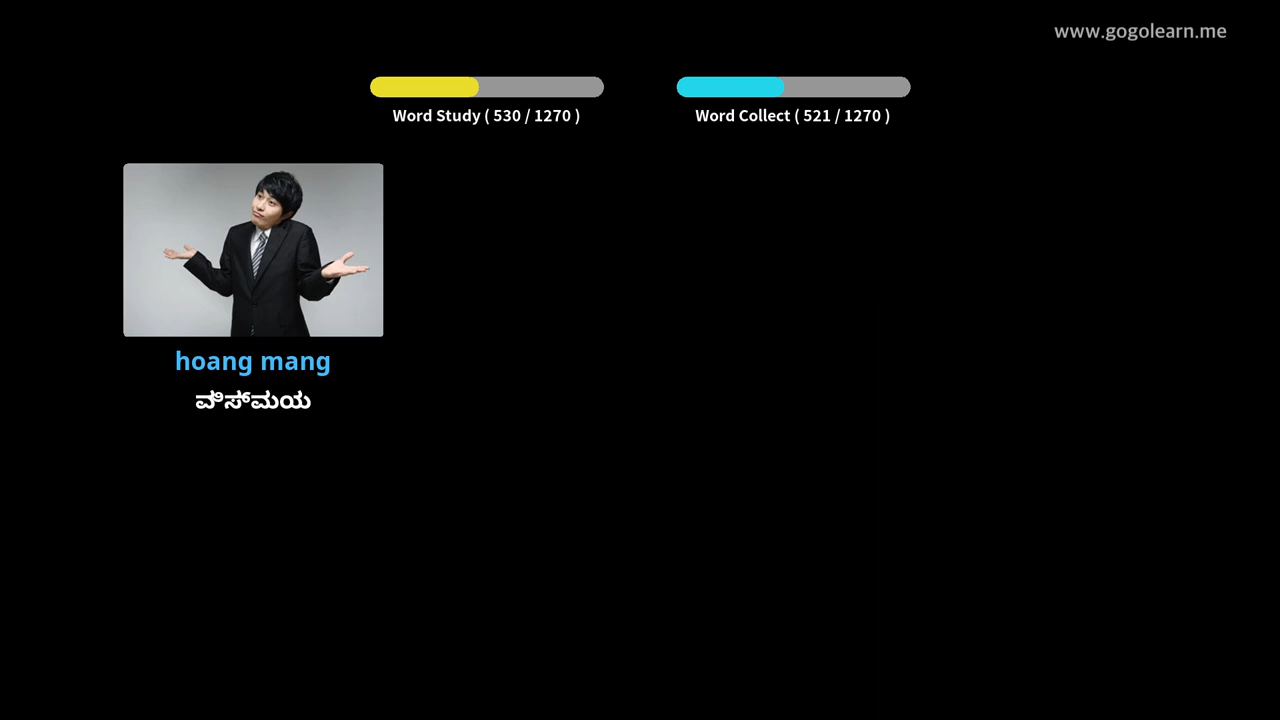 www.gogolearn.me
Word Study ( 530 / 1270 )
Word Collect ( 521 / 1270 )
hoang mang
ವಿಸ್ಮಯ